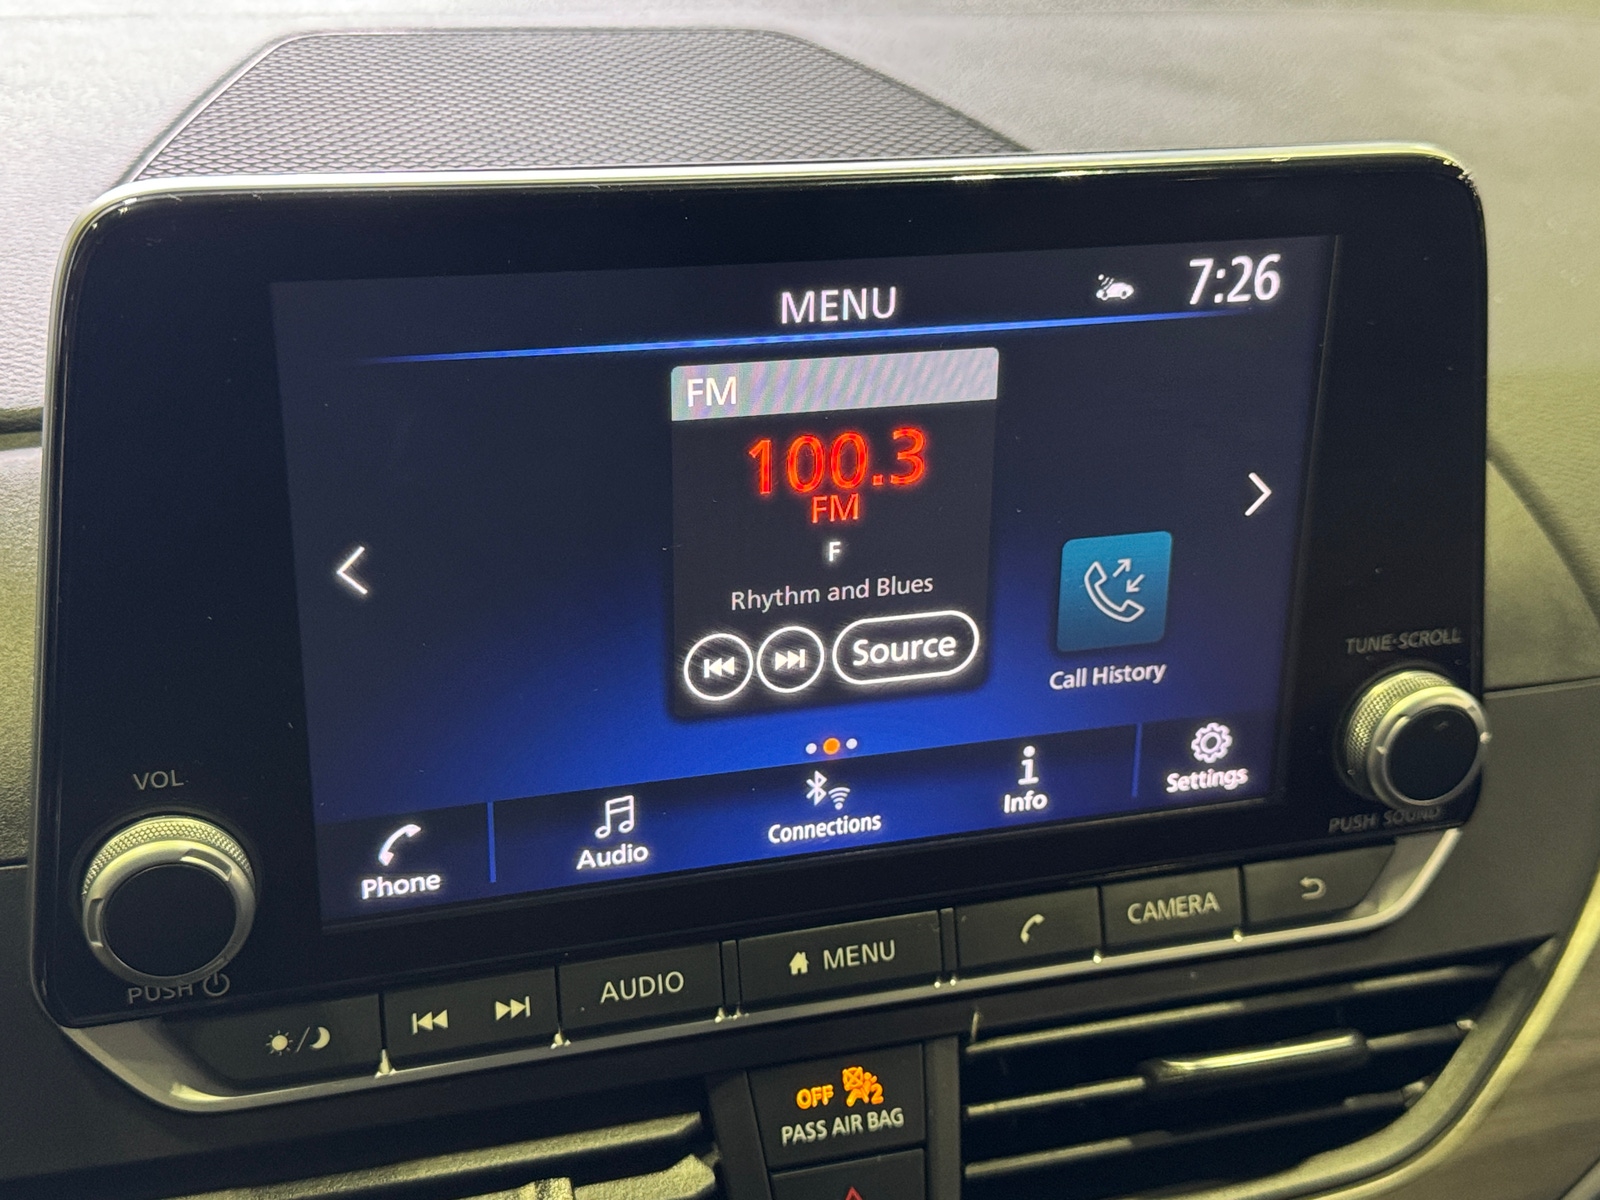 MENU
7:26
FM
100.3
FM
F
Rhythm and Blues
Source
Call History
Phone
Audio
Connections
Info
Settings
VOL
PUSH
TUNE·SCROLL
PUSH SOUND
AUDIO
MENU
CAMERA
OFF 2
PASS AIR BAG